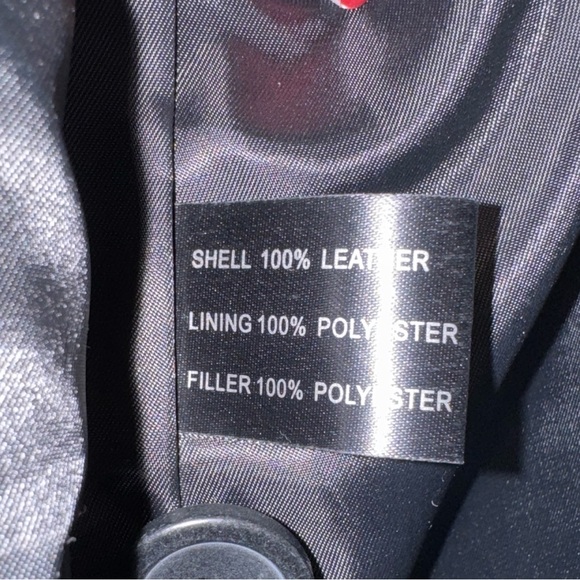 SHELL 100% LEATHER
LINING 100% POLYESTER
FILLER 100% POLYESTER